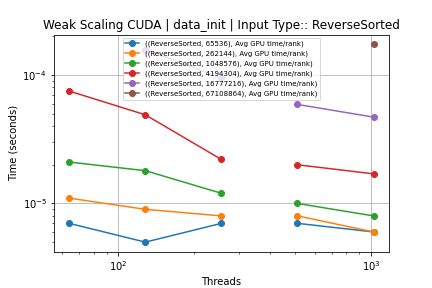 Weak Scaling CUDA | data_init | Input Type:: ReverseSorted
((ReverseSorted, 65536), Avg GPU time/rank)
((ReverseSorted, 262144), Avg GPU time/rank)
((ReverseSorted, 1048576), Avg GPU time/rank)
((ReverseSorted, 4194304), Avg GPU time/rank)
((ReverseSorted, 16777216), Avg GPU time/rank)
((ReverseSorted, 67108864), Avg GPU time/rank)
Time (seconds)
10⁻⁴
10⁻⁵
10²
10³
Threads